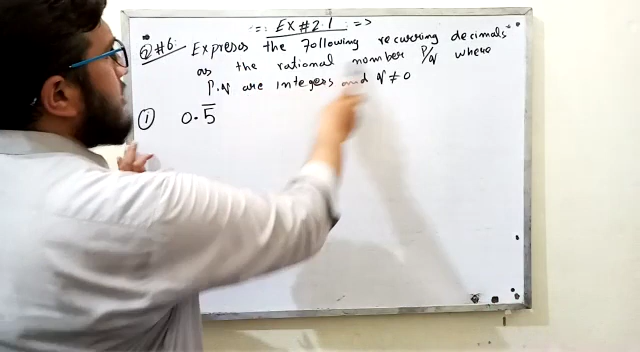 =: EX # 2.1 : =>
Q#6: Express the following recurring decimals
as the rational number P/q where
P.q are integers and q ≠ 0
(i) 0.5̅